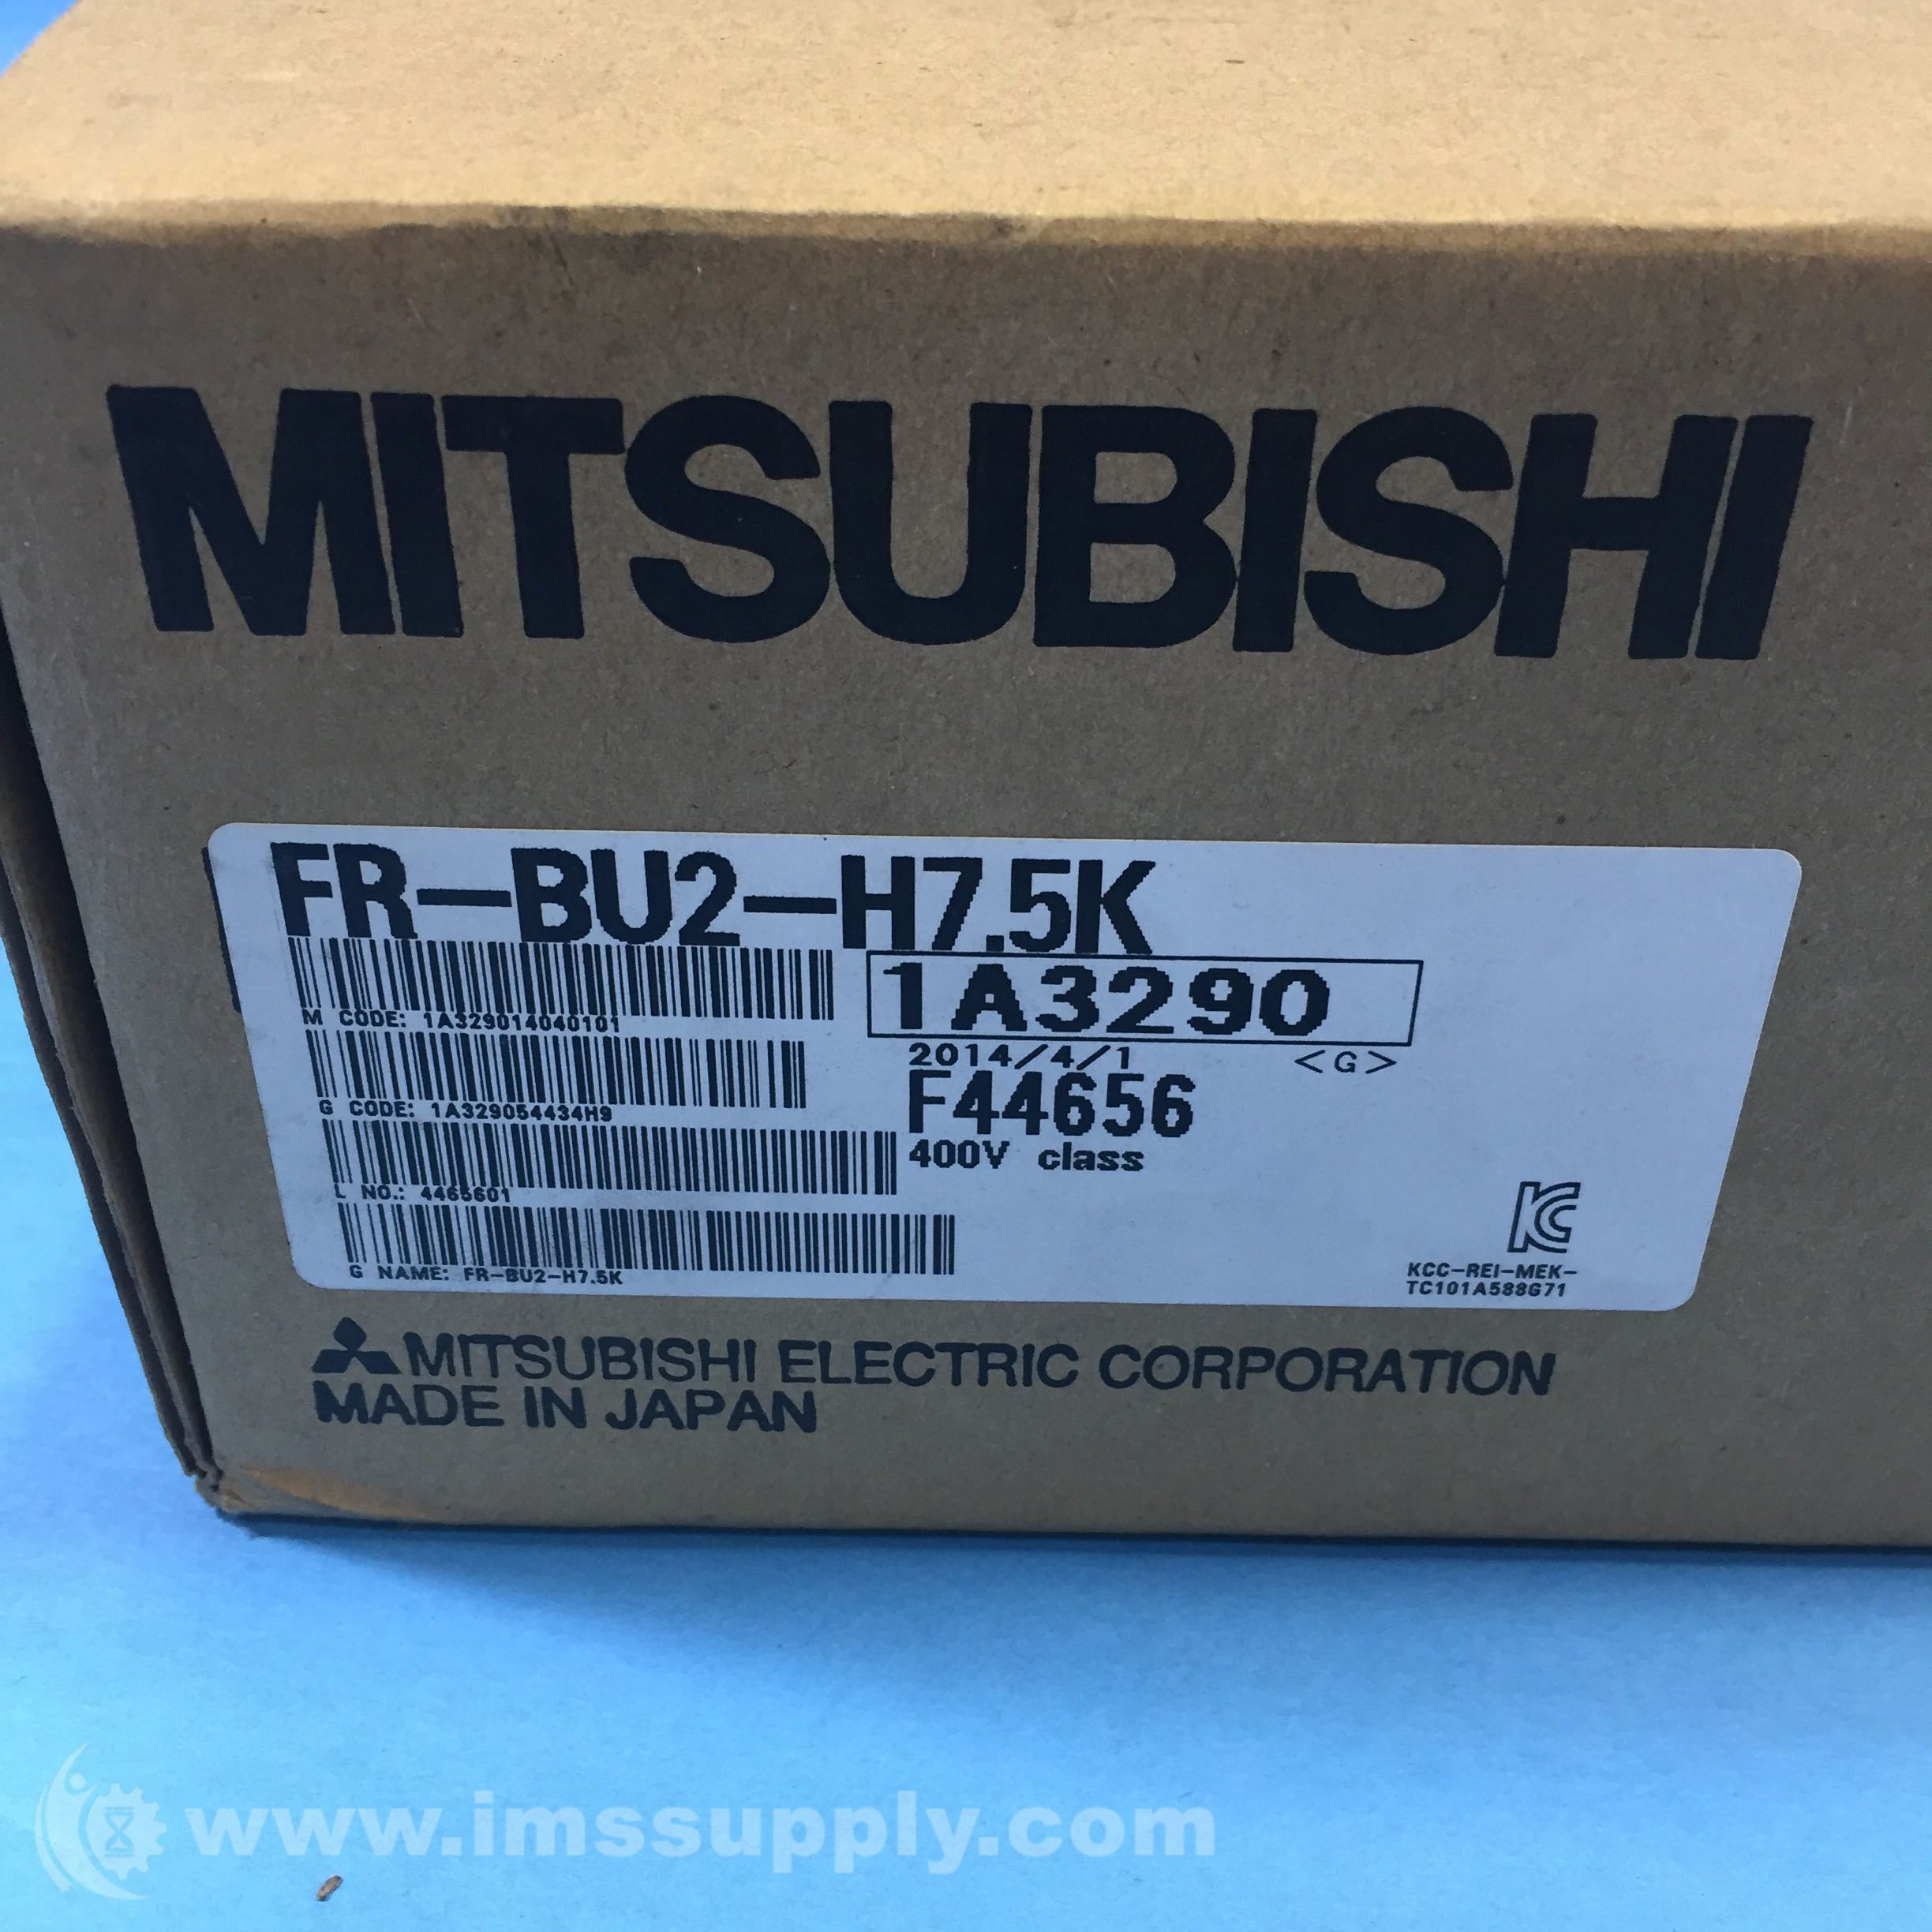 MITSUBISHI
FR-BU2-H7.5K
1A3290
M CODE: 1A329014040101
2014/4/1 <G>
F44656
G CODE: 1A329054434H9
400V class
L NO.: 4465601
G NAME: FR-BU2-H7.5K
KC
KCC-REI-MEK-
TC101A588G71
MITSUBISHI ELECTRIC CORPORATION
MADE IN JAPAN
www.imssupply.com